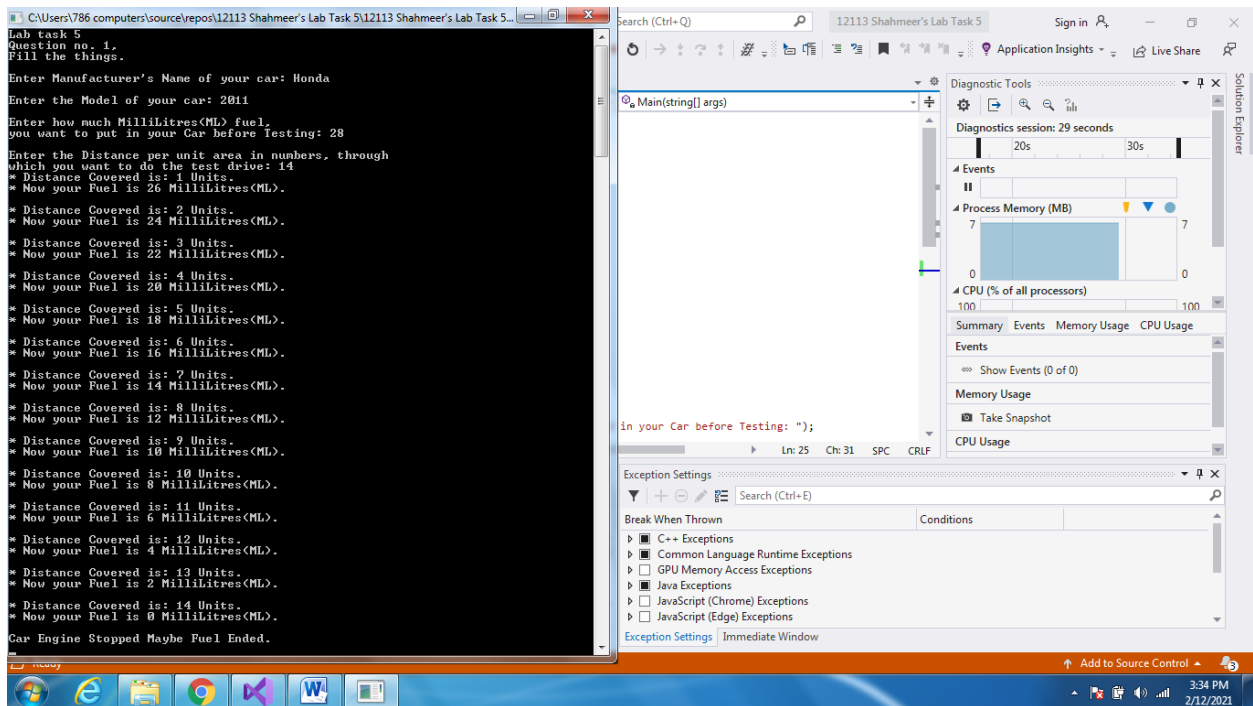 C:\Users\786 computers\source\repos\12113 Shahmeer's Lab Task 5\12113 Shahmeer's Lab Task 5...
Lab task 5
Question no. 1,
Fill the things.
Enter Manufacturer's Name of your car: Honda
Enter the Model of your car: 2011
Enter how much MilliLitres(ML) fuel,
you want to put in your Car before Testing: 28
Enter the Distance per unit area in numbers, through
which you want to do the test drive: 14
* Distance Covered is: 1 Units.
* Now your Fuel is 26 MilliLitres(ML).
* Distance Covered is: 2 Units.
* Now your Fuel is 24 MilliLitres(ML).
* Distance Covered is: 3 Units.
* Now your Fuel is 22 MilliLitres(ML).
* Distance Covered is: 4 Units.
* Now your Fuel is 20 MilliLitres(ML).
* Distance Covered is: 5 Units.
* Now your Fuel is 18 MilliLitres(ML).
* Distance Covered is: 6 Units.
* Now your Fuel is 16 MilliLitres(ML).
* Distance Covered is: 7 Units.
* Now your Fuel is 14 MilliLitres(ML).
* Distance Covered is: 8 Units.
* Now your Fuel is 12 MilliLitres(ML).
* Distance Covered is: 9 Units.
* Now your Fuel is 10 MilliLitres(ML).
* Distance Covered is: 10 Units.
* Now your Fuel is 8 MilliLitres(ML).
* Distance Covered is: 11 Units.
* Now your Fuel is 6 MilliLitres(ML).
* Distance Covered is: 12 Units.
* Now your Fuel is 4 MilliLitres(ML).
* Distance Covered is: 13 Units.
* Now your Fuel is 2 MilliLitres(ML).
* Distance Covered is: 14 Units.
* Now your Fuel is 0 MilliLitres(ML).
Car Engine Stopped Maybe Fuel Ended.
Search (Ctrl+Q)
12113 Shahmeer's Lab Task 5
Sign in
Application Insights
Live Share
Main(string[] args)
in your Car before Testing: ");
Ln: 25 Ch: 31 SPC CRLF
Diagnostic Tools
Solution Explorer
Diagnostics session: 29 seconds
20s 30s
Events
Process Memory (MB)
7 7
0 0
CPU (% of all processors)
100 100
Summary Events Memory Usage CPU Usage
Events
Show Events (0 of 0)
Memory Usage
Take Snapshot
CPU Usage
Exception Settings
Search (Ctrl+E)
Break When Thrown Conditions
C++ Exceptions
Common Language Runtime Exceptions
GPU Memory Access Exceptions
Java Exceptions
JavaScript (Chrome) Exceptions
JavaScript (Edge) Exceptions
Exception Settings Immediate Window
Ready
Add to Source Control
3
3:34 PM
2/12/2021